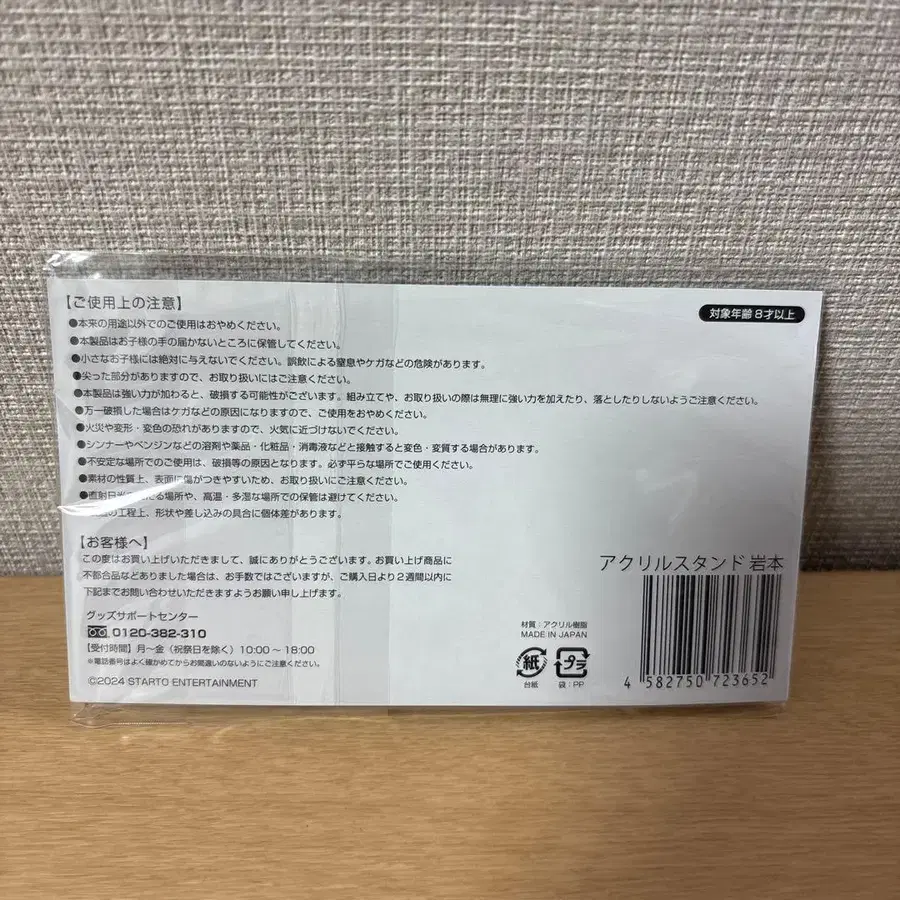 【ご使用上の注意】
対象年齢8才以上
●本来の用途以外でのご使用はおやめください。
●本製品はお子様の手の届かないところに保管してください。
●小さなお子様には絶対に与えないでください。誤飲による窒息やケガなどの危険があります。
●尖った部分がありますので、お取り扱いにはご注意ください。
●本製品は強い力が加わると、破損する可能性がございます。組み立てや、お取り扱いの際は無理に強い力を加えたり、落としたりしないようご注意ください。
●万一破損した場合はケガなどの原因になりますので、ご使用をおやめください。
●火災や変形・変色の恐れがありますので、火気に近づけないでください。
●シンナーやベンジンなどの溶剤や薬品・化粧品・消毒液などと接触すると変色・変質する場合があります。
●不安定な場所でのご使用は、破損等の原因となります。必ず平らな場所でご使用ください。
●素材の性質上、表面に傷がつきやすいため、お取り扱いにご注意ください。
●直射日光 たる場所や、高温・多湿な場所での保管は避けてください。
の工程上、形状や差し込みの具合に個体差があります。
【お客様へ】
この度はお買い上げいただきまして、誠にありがとうございます。お買い上げ商品に
不都合品などありました場合は、お手数ではございますが、ご購入日より2週間以内に
下記までお問い合わせいただきますようお願い申し上げます。
グッズサポートセンター
0120-382-310
【受付時間】月〜金(祝祭日を除く)10:00〜18:00
※電話番号はよく確かめてからお間違いのないようにご注意ください。
©2024 STARTO ENTERTAINMENT
アクリルスタンド 岩本
材質:アクリル樹脂
MADE IN JAPAN
紙
台紙
プラ
袋:PP
4 582750 723652